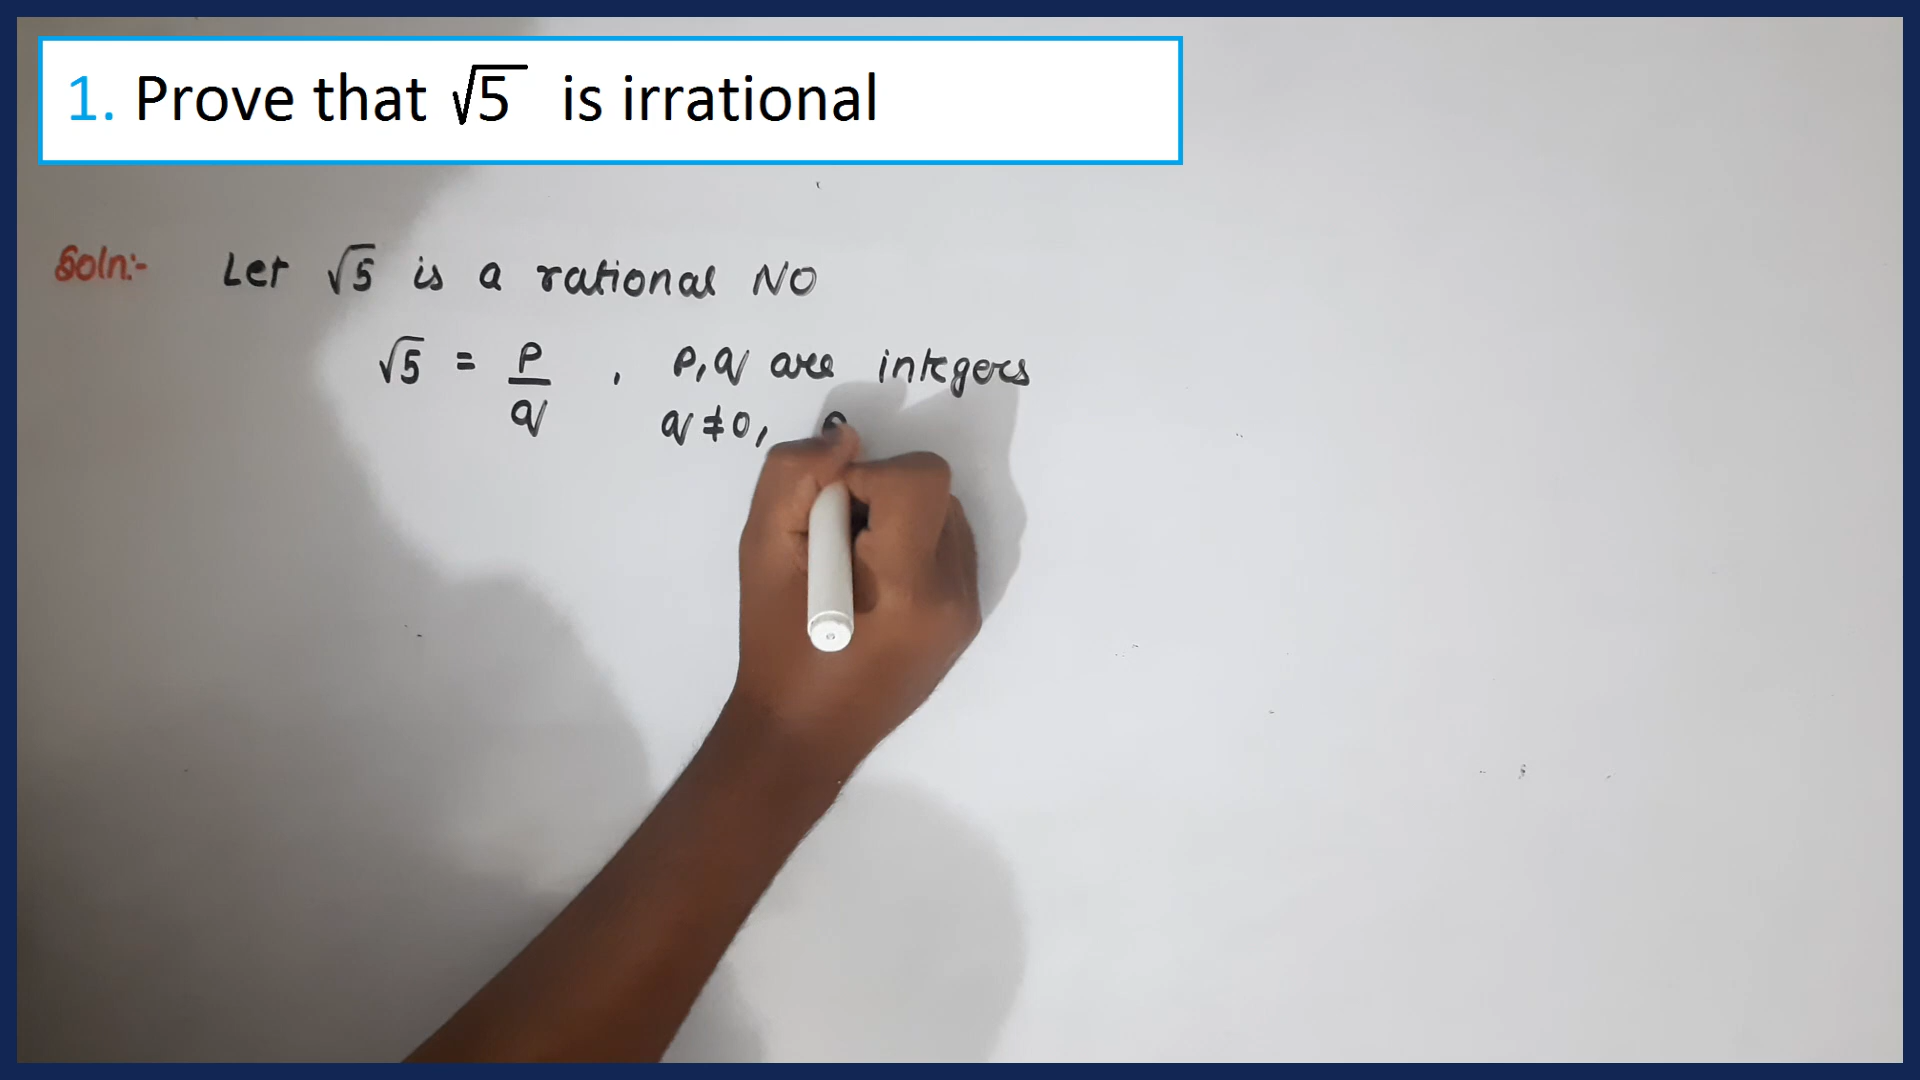 1. Prove that √5 is irrational
Soln:- Let √5 is a rational NO
√5 = p/q , p,q are integers
q ≠ 0,